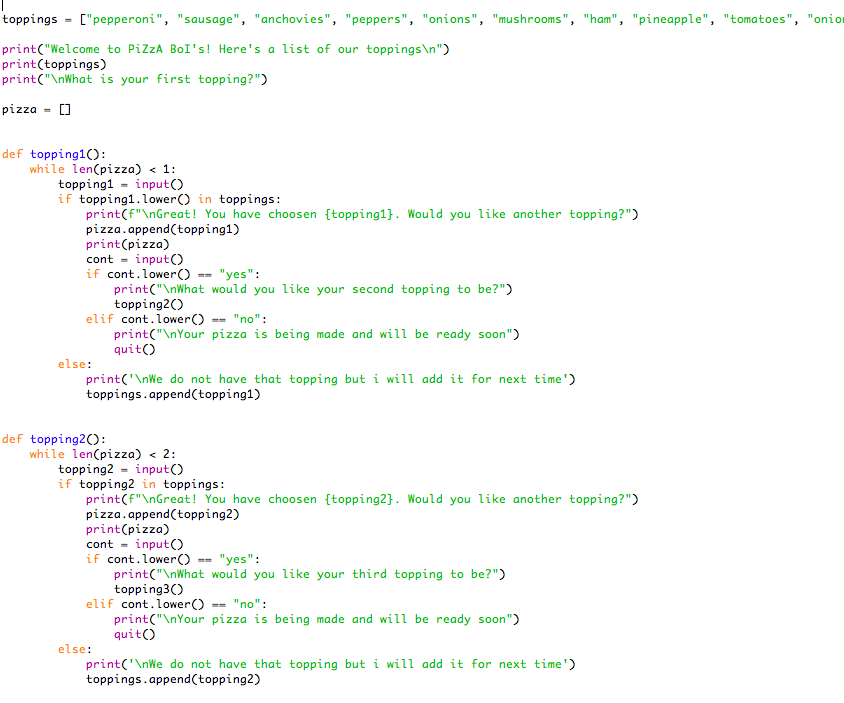 toppings = ["pepperoni", "sausage", "anchovies", "peppers", "onions", "mushrooms", "ham", "pineapple", "tomatoes", "onio
print("Welcome to PiZzA BoI's! Here's a list of our toppings\n")
print(toppings)
print("\nWhat is your first topping?")
pizza = []
def topping1():
    while len(pizza) < 1:
        topping1 = input()
        if topping1.lower() in toppings:
            print(f"\nGreat! You have choosen {topping1}. Would you like another topping?")
            pizza.append(topping1)
            print(pizza)
            cont = input()
            if cont.lower() == "yes":
                print("\nWhat would you like your second topping to be?")
                topping2()
            elif cont.lower() == "no":
                print("\nYour pizza is being made and will be ready soon")
                quit()
        else:
            print('\nWe do not have that topping but i will add it for next time')
            toppings.append(topping1)
def topping2():
    while len(pizza) < 2:
        topping2 = input()
        if topping2 in toppings:
            print(f"\nGreat! You have choosen {topping2}. Would you like another topping?")
            pizza.append(topping2)
            print(pizza)
            cont = input()
            if cont.lower() == "yes":
                print("\nWhat would you like your third topping to be?")
                topping3()
            elif cont.lower() == "no":
                print("\nYour pizza is being made and will be ready soon")
                quit()
        else:
            print('\nWe do not have that topping but i will add it for next time')
            toppings.append(topping2)